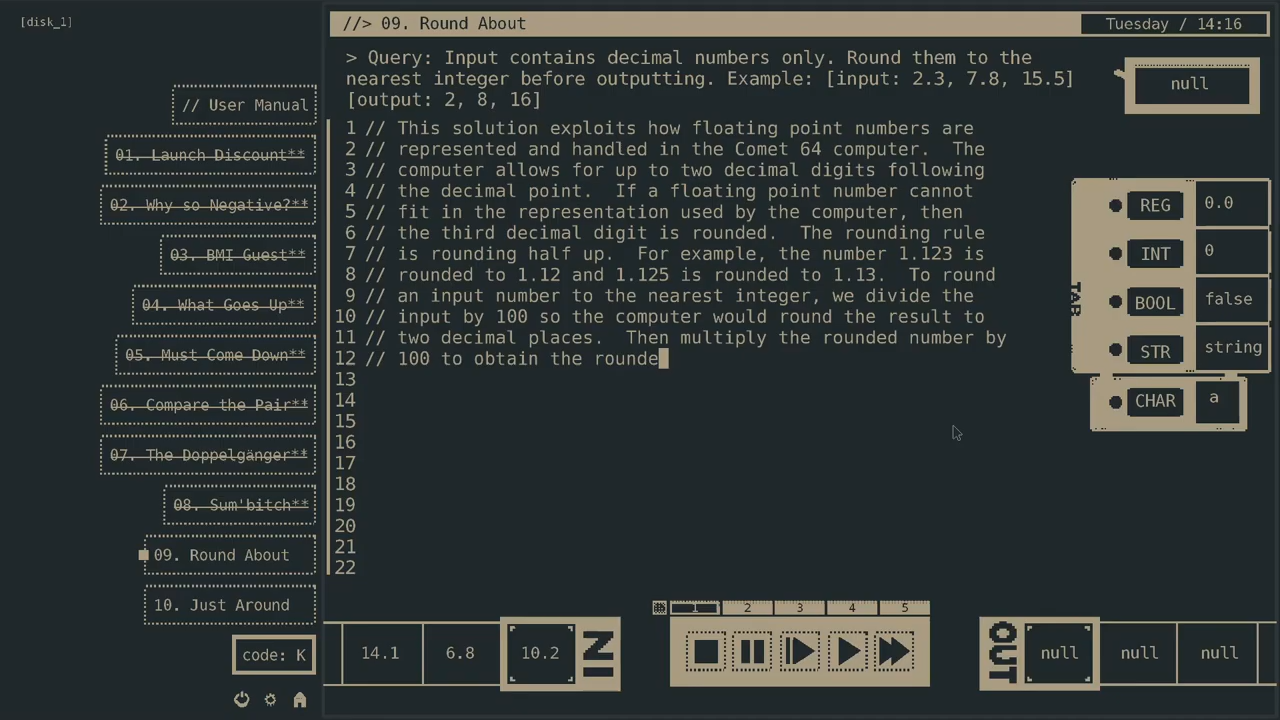 [disk_1]
//> 09. Round About
Tuesday / 14:16
> Query: Input contains decimal numbers only. Round them to the
nearest integer before outputting. Example: [input: 2.3, 7.8, 15.5]
[output: 2, 8, 16]
null
// User Manual
01. Launch Discount**
02. Why so Negative?**
03. BMI Guest**
04. What Goes Up**
05. Must Come Down**
06. Compare the Pair**
07. The Doppelgänger**
08. Sum'bitch**
09. Round About
10. Just Around
code: K
1 // This solution exploits how floating point numbers are
2 // represented and handled in the Comet 64 computer.  The
3 // computer allows for up to two decimal digits following
4 // the decimal point.  If a floating point number cannot
5 // fit in the representation used by the computer, then
6 // the third decimal digit is rounded.  The rounding rule
7 // is rounding half up.  For example, the number 1.123 is
8 // rounded to 1.12 and 1.125 is rounded to 1.13.  To round
9 // an input number to the nearest integer, we divide the
10 // input by 100 so the computer would round the result to
11 // two decimal places.  Then multiply the rounded number by
12 // 100 to obtain the rounde
13
14
15
16
17
18
19
20
21
22
TAB
REG 0.0
INT 0
BOOL false
STR string
CHAR a
14.1 6.8 10.2 IN
1 2 3 4 5
OUT null null null